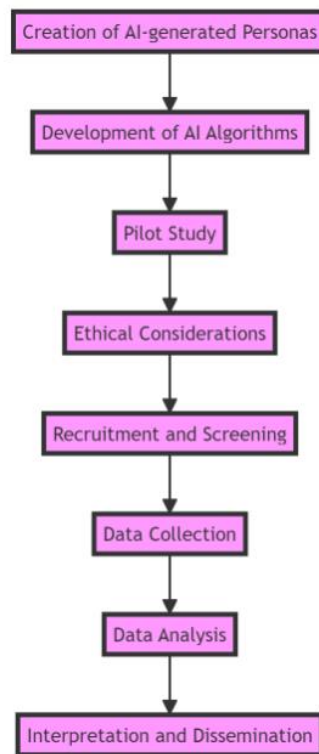 Creation of AI-generated Personas
Development of AI Algorithms
Pilot Study
Ethical Considerations
Recruitment and Screening
Data Collection
Data Analysis
Interpretation and Dissemination